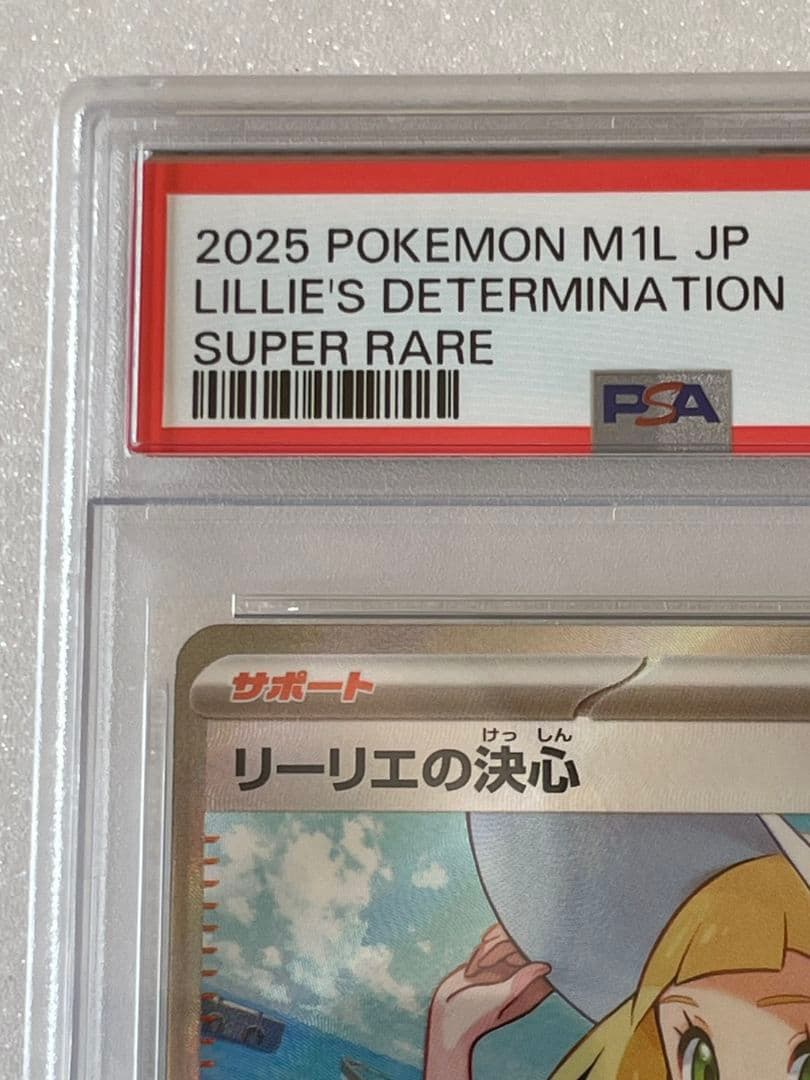 2025 POKEMON M1L JP
LILLIE'S DETERMINATION
SUPER RARE
PSA
サポート
けっ しん
リーリエの決心